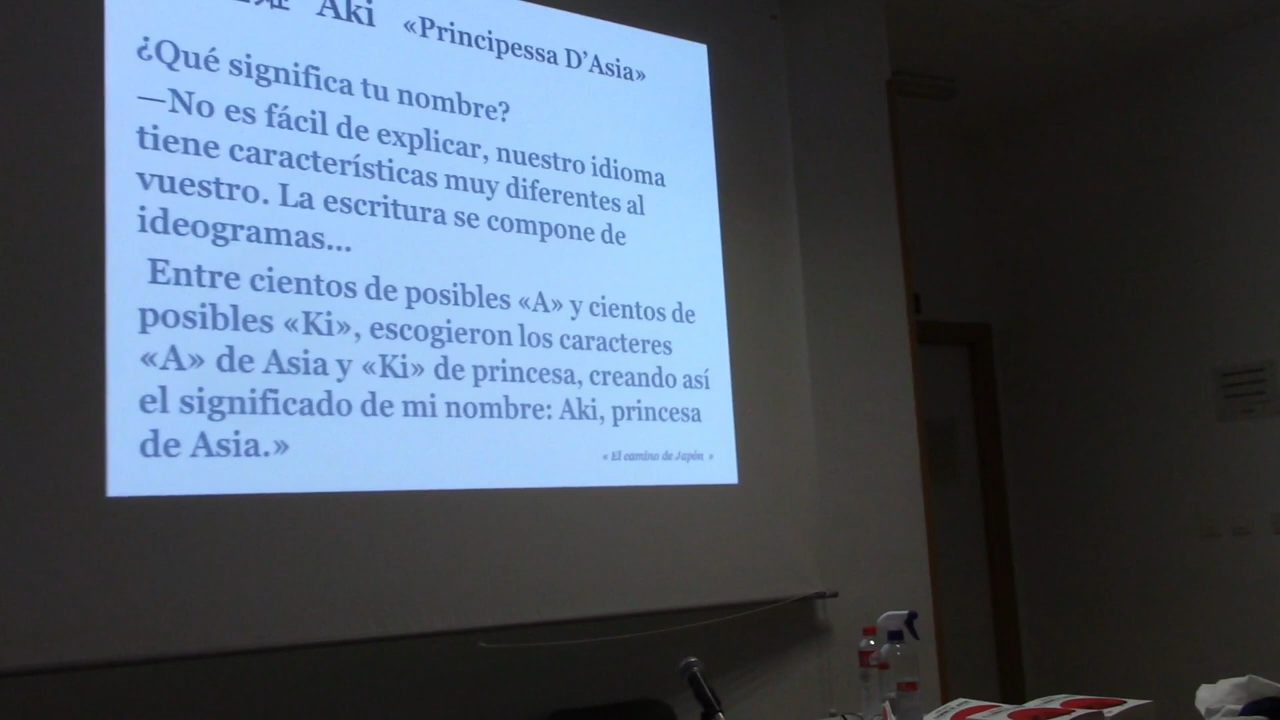 Aki «Principessa D'Asia»
¿Qué significa tu nombre?
—No es fácil de explicar, nuestro idioma
tiene características muy diferentes al
vuestro. La escritura se compone de
ideogramas...
Entre cientos de posibles «A» y cientos de
posibles «Ki», escogieron los caracteres
«A» de Asia y «Ki» de princesa, creando así
el significado de mi nombre: Aki, princesa
de Asia.»
« El camino de Japón »